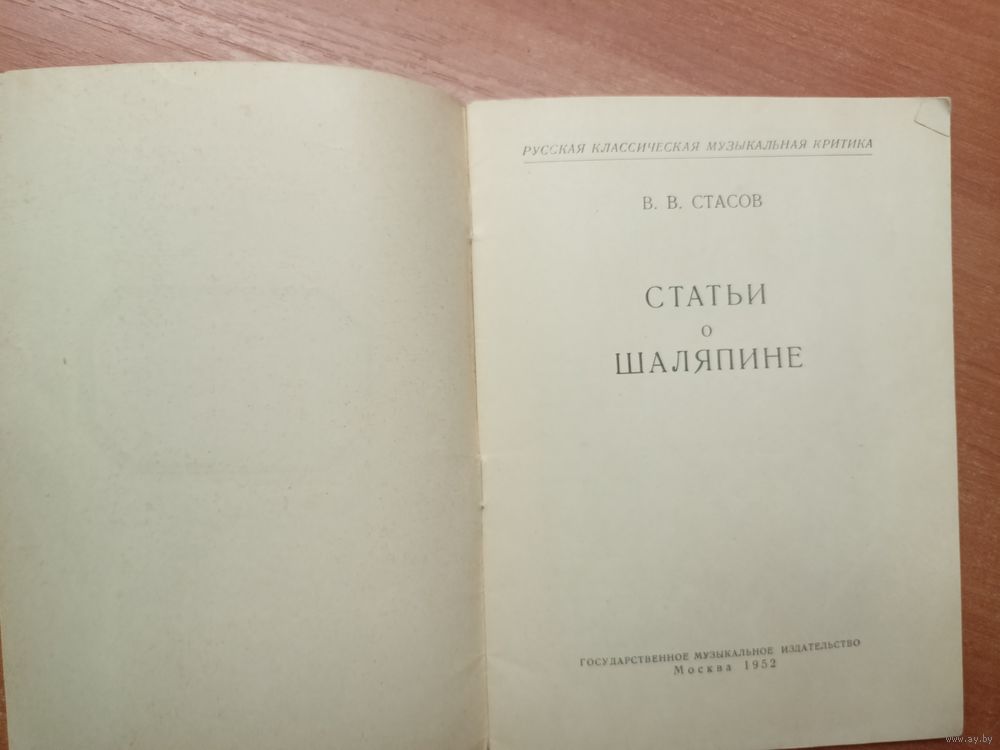 РУССКАЯ КЛАССИЧЕСКАЯ МУЗЫКАЛЬНАЯ КРИТИКА
В. В. СТАСОВ
СТАТЬИ
о
ШАЛЯПИНЕ
ГОСУДАРСТВЕННОЕ МУЗЫКАЛЬНОЕ ИЗДАТЕЛЬСТВО
Москва 1952
www.ay.by